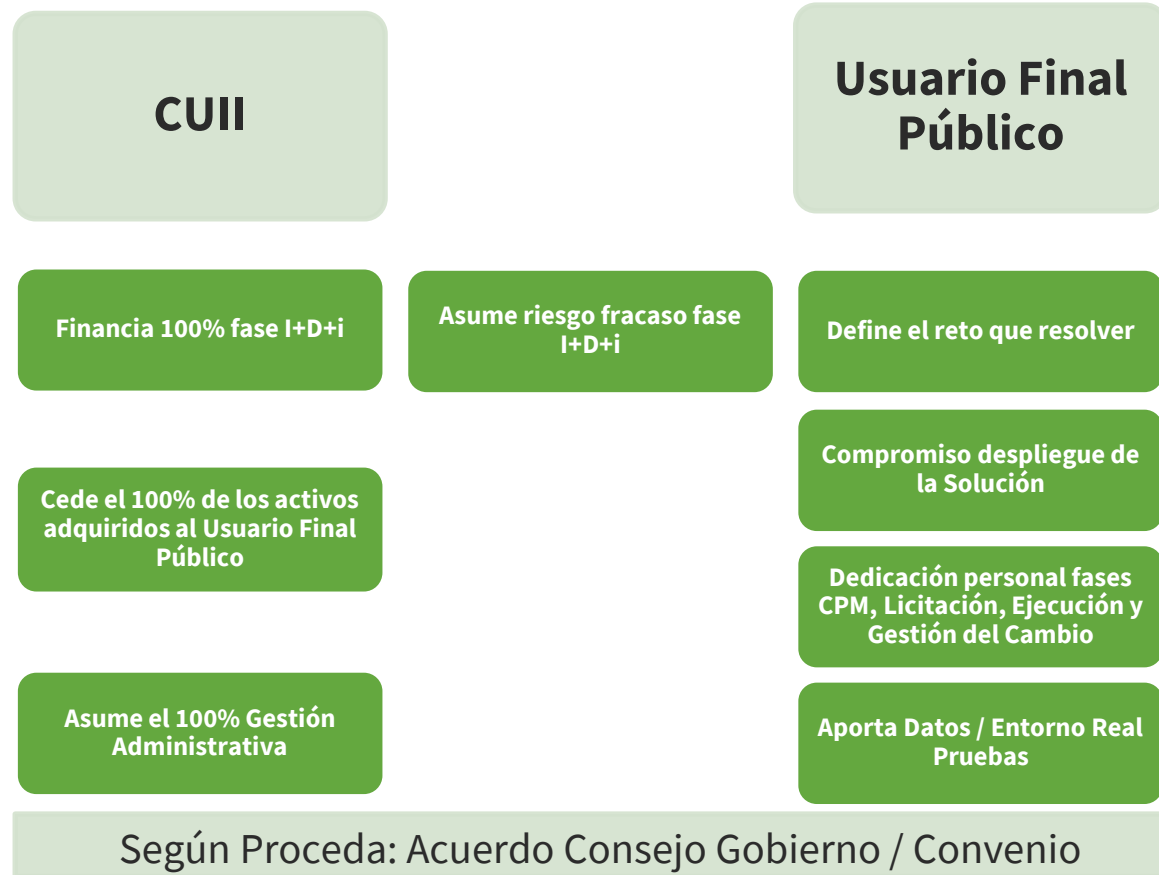 CUII
Usuario Final
Público
Financia 100% fase I+D+i
Asume riesgo fracaso fase
I+D+i
Define el reto que resolver
Cede el 100% de los activos
adquiridos al Usuario Final
Público
Compromiso despliegue de
la Solución
Dedicación personal fases
CPM, Licitación, Ejecución y
Gestión del Cambio
Asume el 100% Gestión
Administrativa
Aporta Datos / Entorno Real
Pruebas
Según Proceda: Acuerdo Consejo Gobierno / Convenio